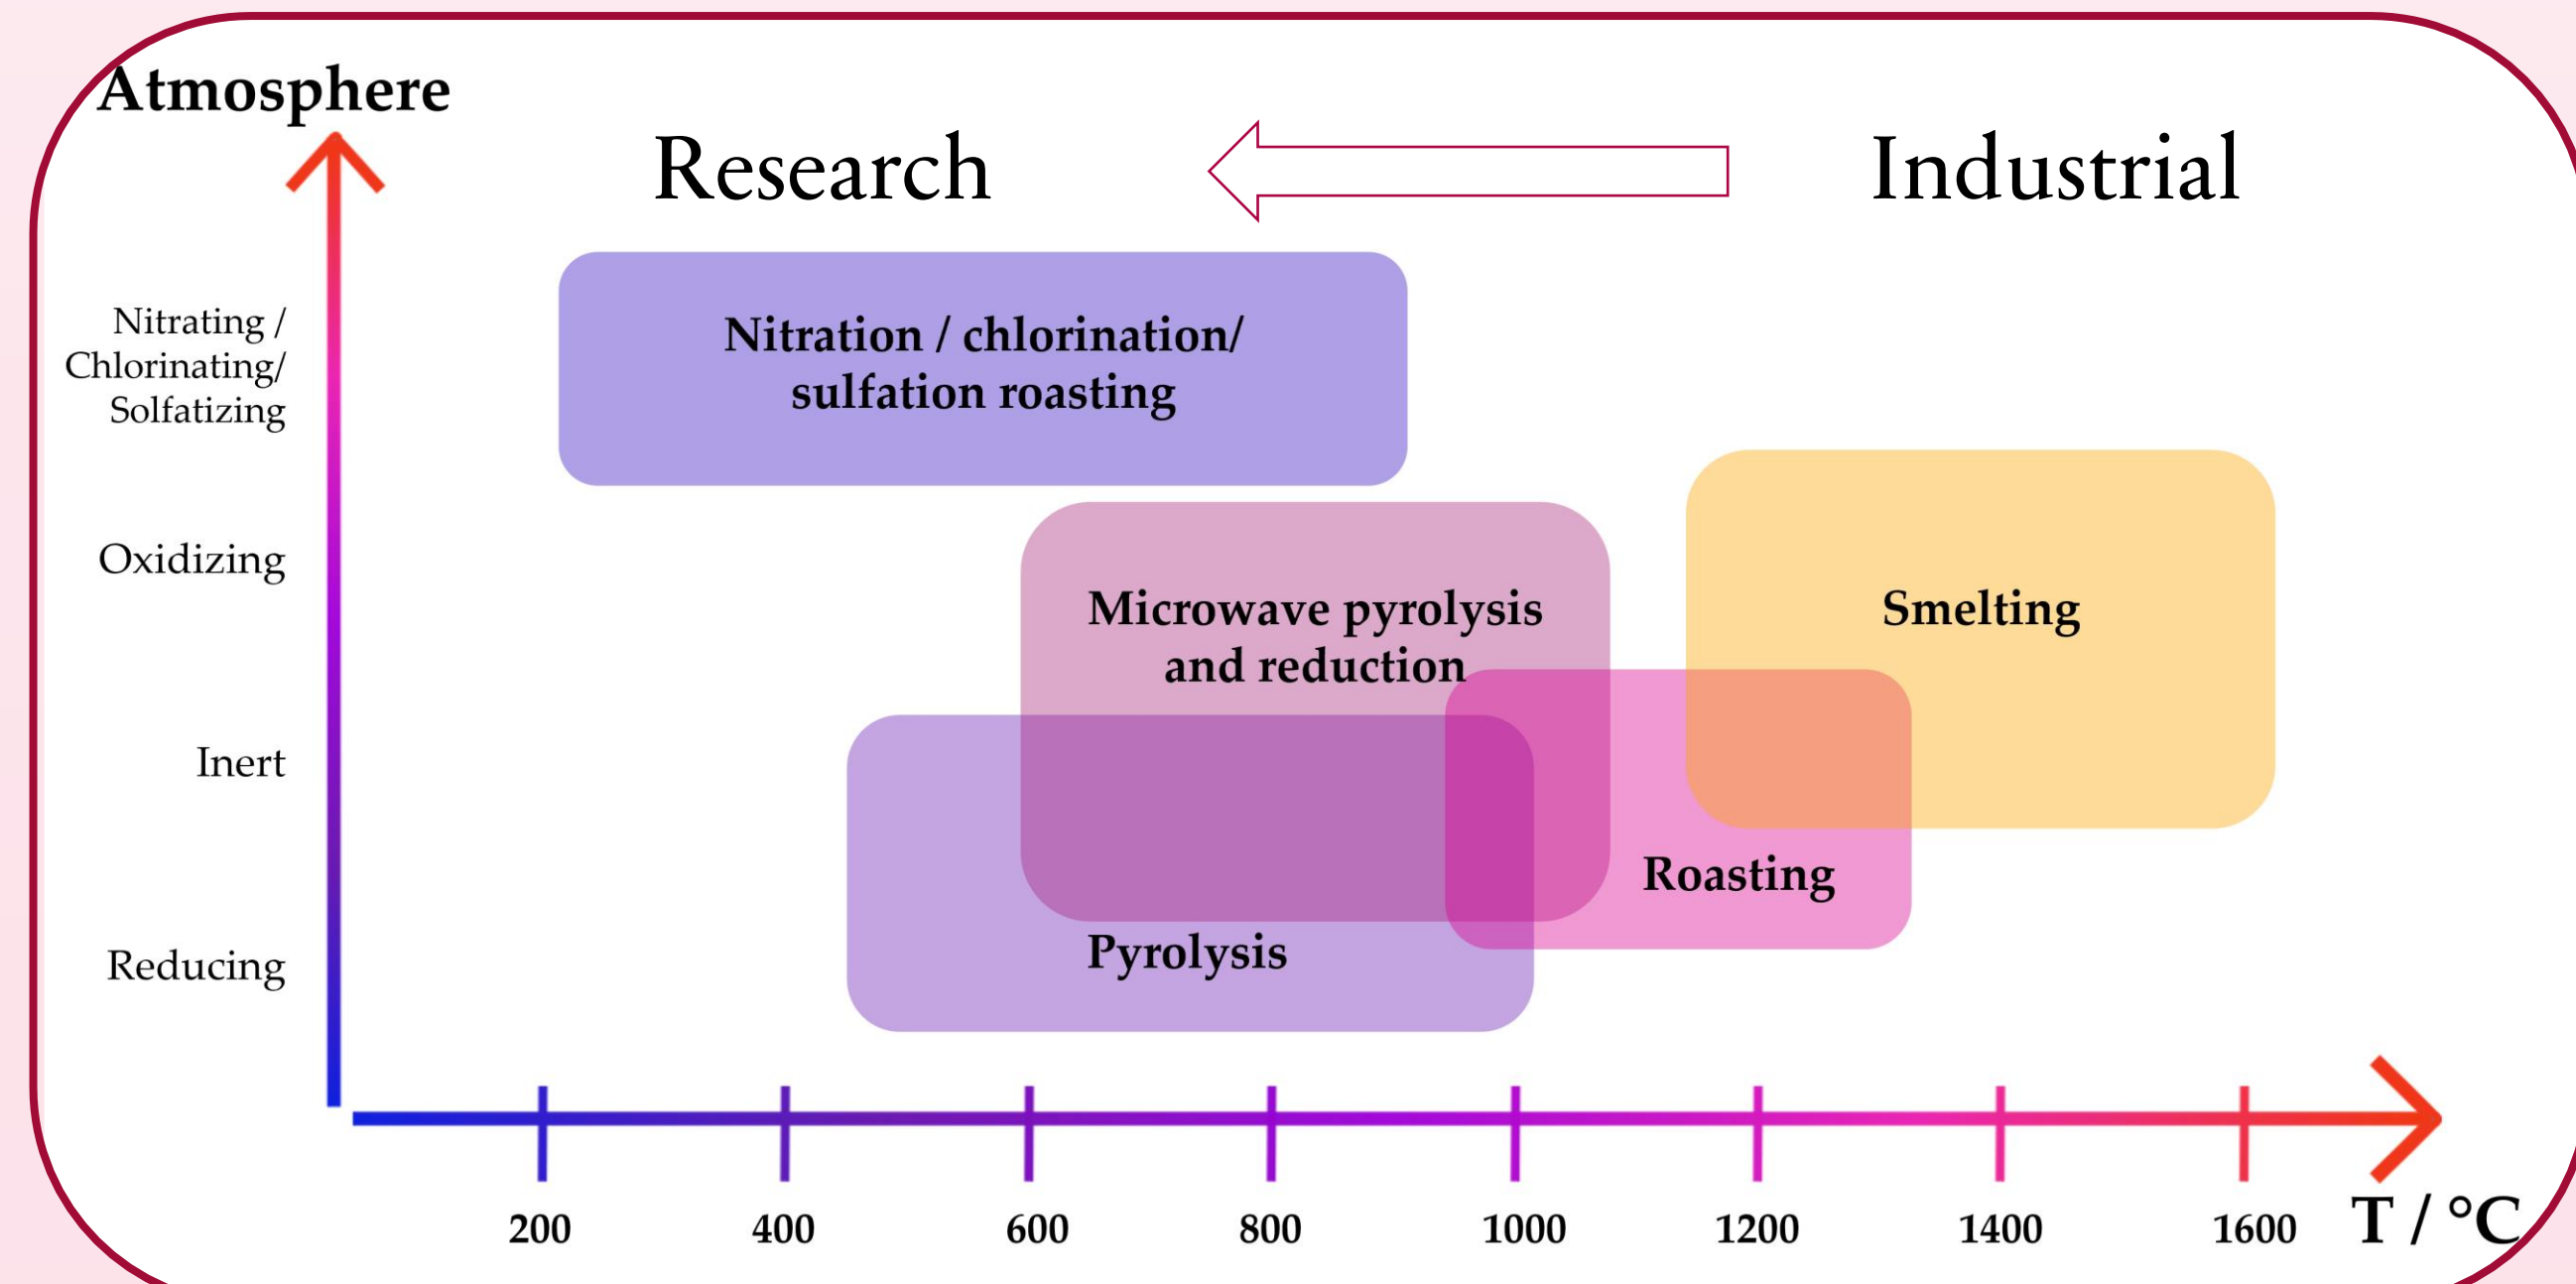 Atmosphere
Research
Industrial
Nitrating /
Chlorinating/
Solfatizing
Nitration / chlorination/
sulfation roasting
Oxidizing
Microwave pyrolysis
and reduction
Smelting
Inert
Roasting
Pyrolysis
Reducing
200 400 600 800 1000 1200 1400 1600 T / °C